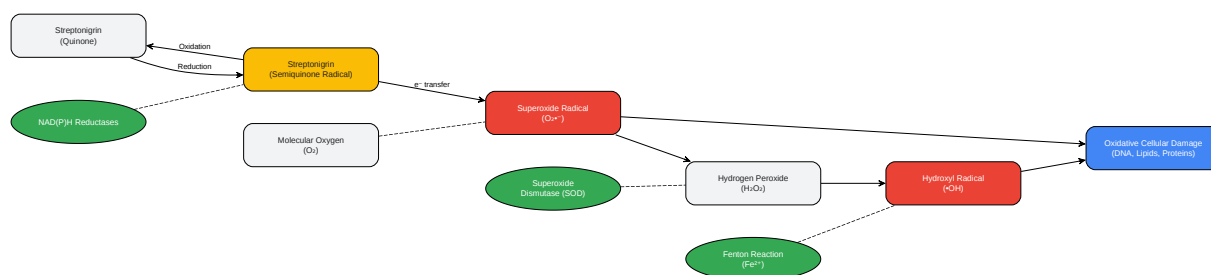 Streptonigrin
(Quinone)
Oxidation
Reduction
Streptonigrin
(Semiquinone Radical)
e⁻ transfer
NAD(P)H Reductases
Molecular Oxygen
(O₂)
Superoxide Radical
(O₂•⁻)
Superoxide
Dismutase (SOD)
Hydrogen Peroxide
(H₂O₂)
Hydroxyl Radical
(•OH)
Oxidative Cellular Damage
(DNA, Lipids, Proteins)
Fenton Reaction
(Fe²⁺)